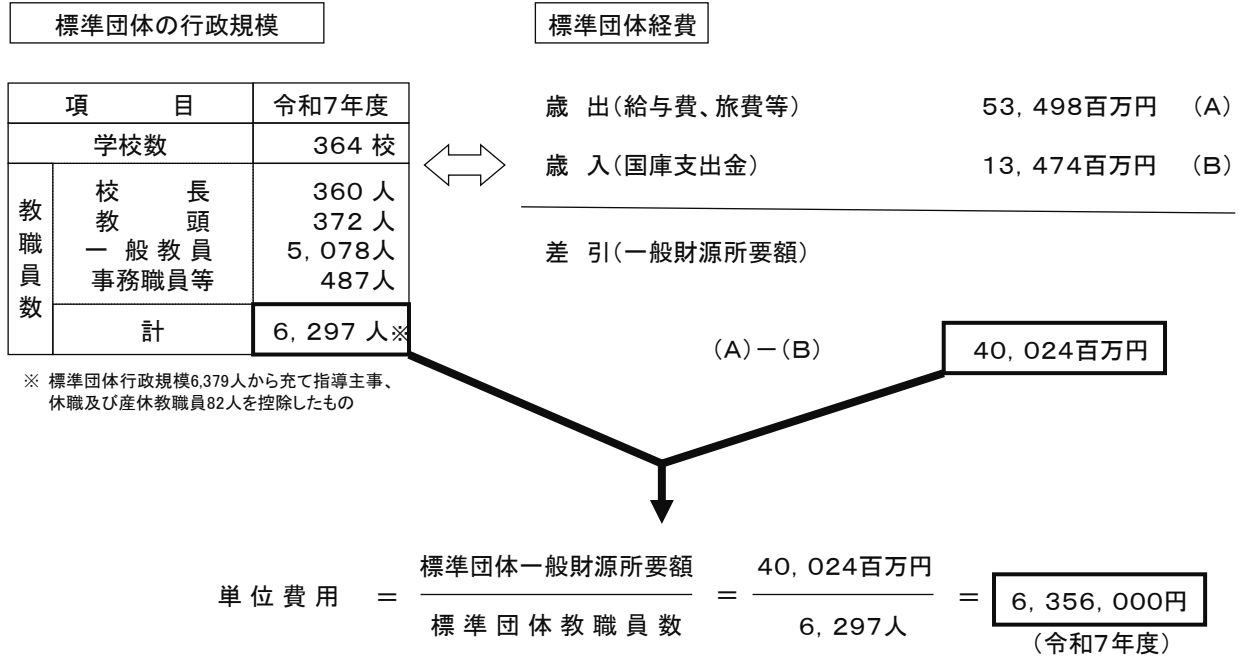 標準団体の行政規模
標準団体経費
項　目　令和7年度
学校数　364 校
教職員数
校　長　360 人
教　頭　372 人
一般教員　5,078人
事務職員等　487人
計　6,297 人※
※ 標準団体行政規模6,379人から充て指導主事、
休職及び産休教職員82人を控除したもの
歳 出(給与費、旅費等)　53,498百万円　(A)
歳 入(国庫支出金)　13,474百万円　(B)
差 引(一般財源所要額)
(A)-(B)　40,024百万円
標準団体一般財源所要額　40,024百万円
単位費用 = = = 6,356,000円
標準団体教職員数　6,297人
(令和7年度)